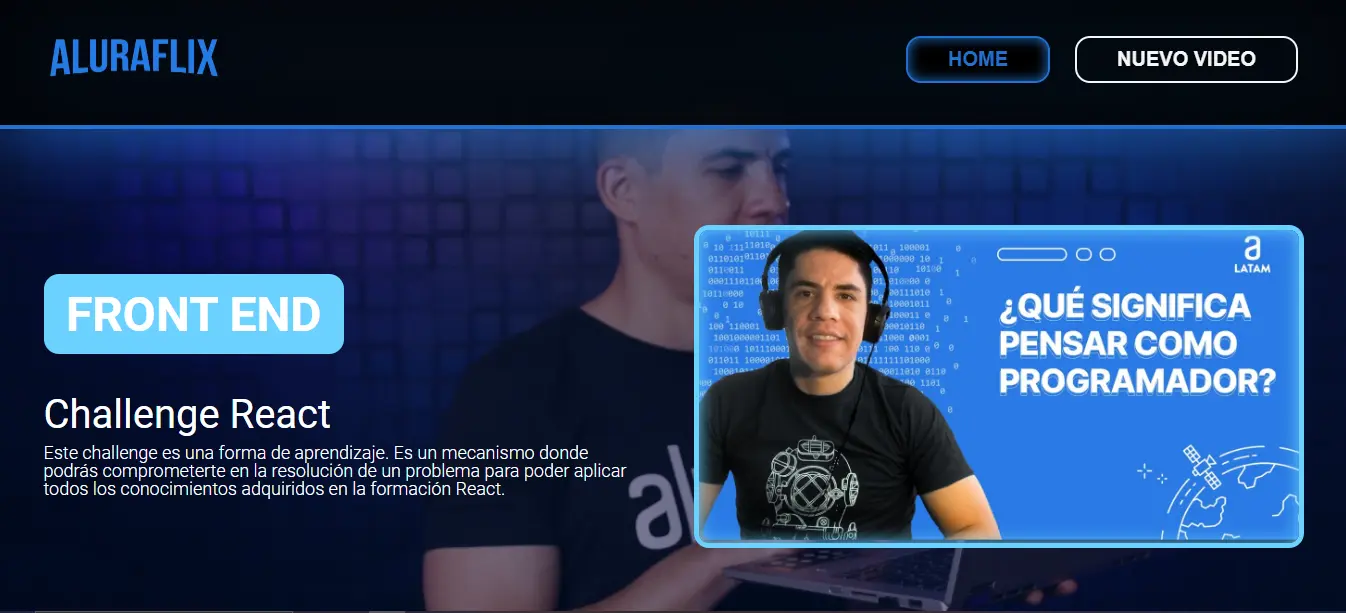 ALURAFLIX
HOME
NUEVO VIDEO
FRONT END
Challenge React
Este challenge es una forma de aprendizaje. Es un mecanismo donde
podrás comprometerte en la resolución de un problema para poder aplicar
todos los conocimientos adquiridos en la formación React.
a
LATAM
¿QUÉ SIGNIFICA
PENSAR COMO
PROGRAMADOR?